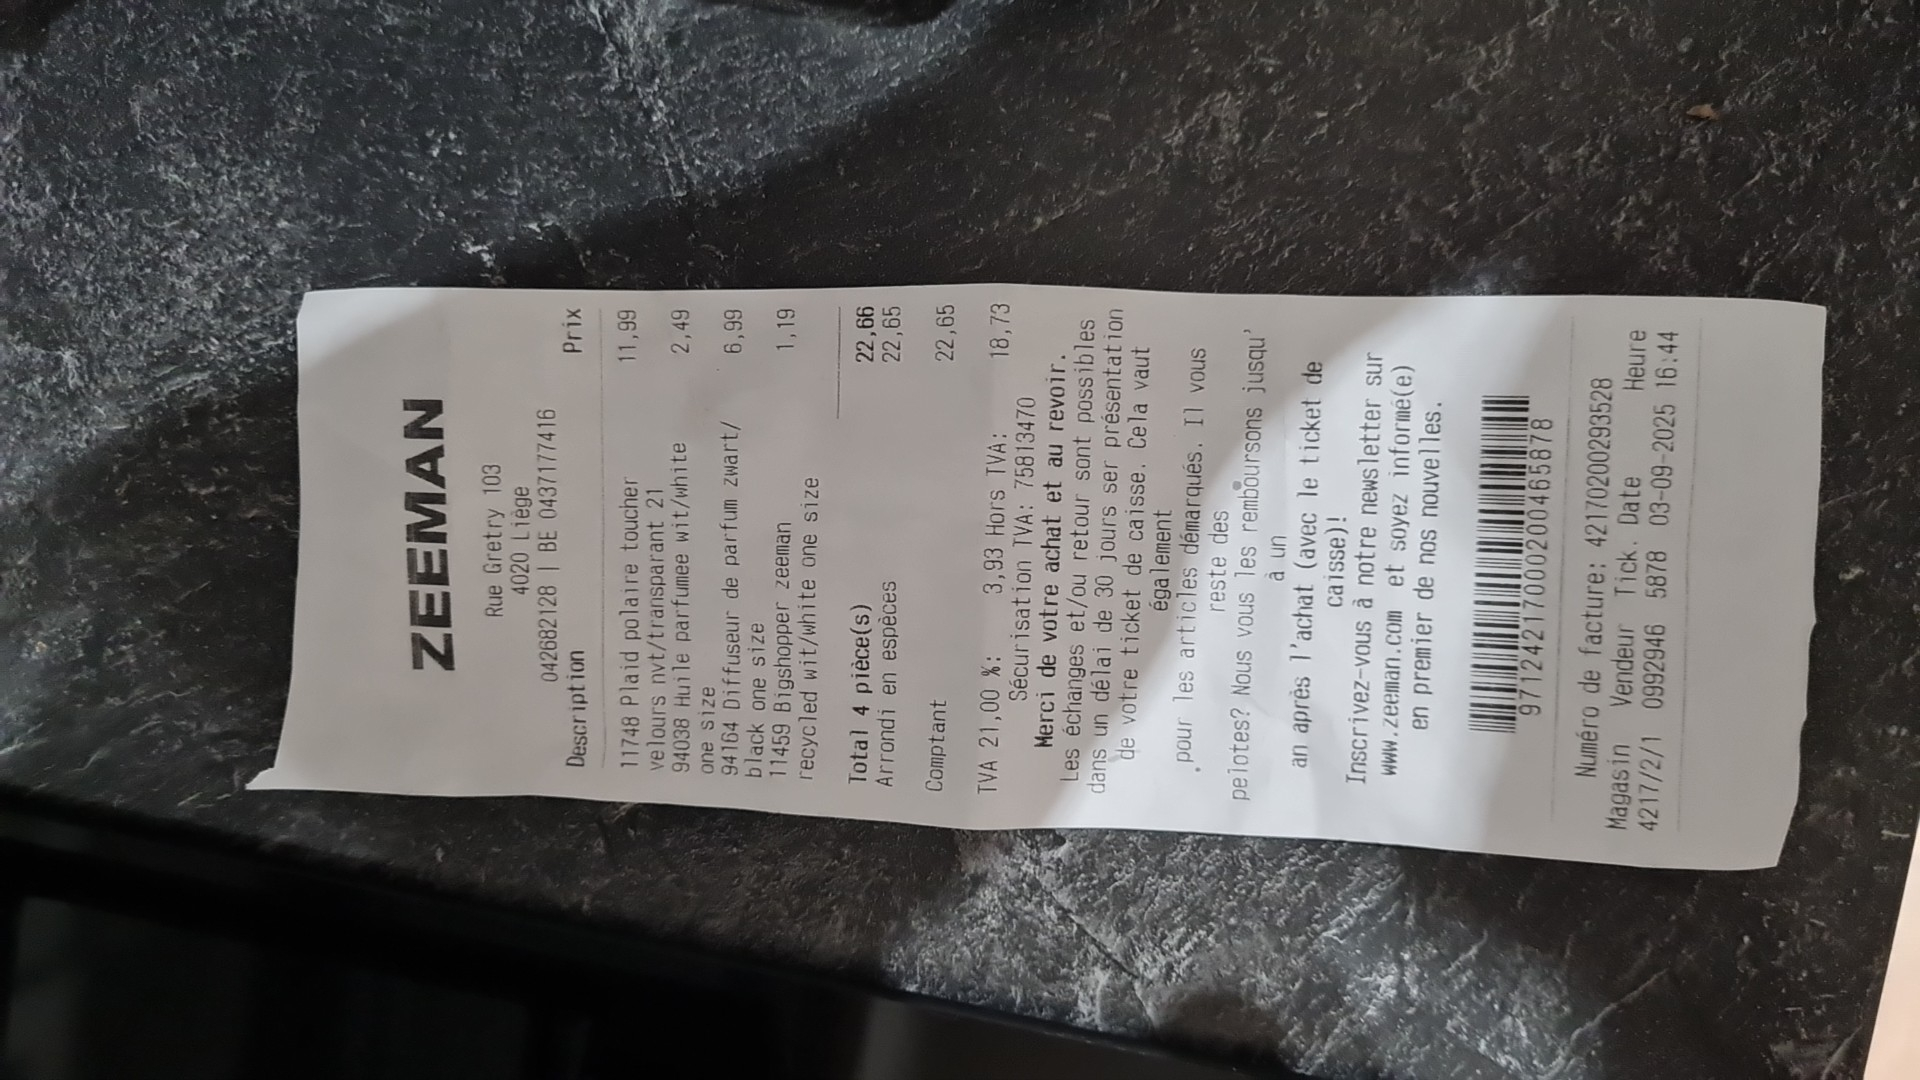 ZEEMAN
Rue Gretry 103
4020 Liège
042682128 | BE 0437177416
Description Prix
11748 Plaid polaire toucher 11,99
velours nvt/transparant 21
94038 Huile parfumee wit/white 2,49
one size
94164 Diffuseur de parfum zwart/ 6,99
black one size
11459 Bigshopper zeeman 1,19
recycled wit/white one size
Total 4 pièce(s) 22,66
Arrondi en espèces 22,65
Comptant 22,65
TVA 21,00 %: 3,93 Hors TVA: 18,73
Sécurisation TVA: 75813470
Merci de votre achat et au revoir.
Les échanges et/ou retour sont possibles
dans un délai de 30 jours ser présentation
de votre ticket de caisse. Cela vaut
également
pour les articles démarqués. Il vous
reste des
pelotes? Nous vous les remboursons jusqu'
à un
an après l'achat (avec le ticket de
caisse)!
Inscrivez-vous à notre newsletter sur
www.zeeman.com et soyez informé(e)
en premier de nos nouvelles.
9712421700020200465878
Numéro de facture: 4217020200293528
Magasin Vendeur Tick. Date Heure
4217/2/1 0992946 5878 03-09-2025 16:44